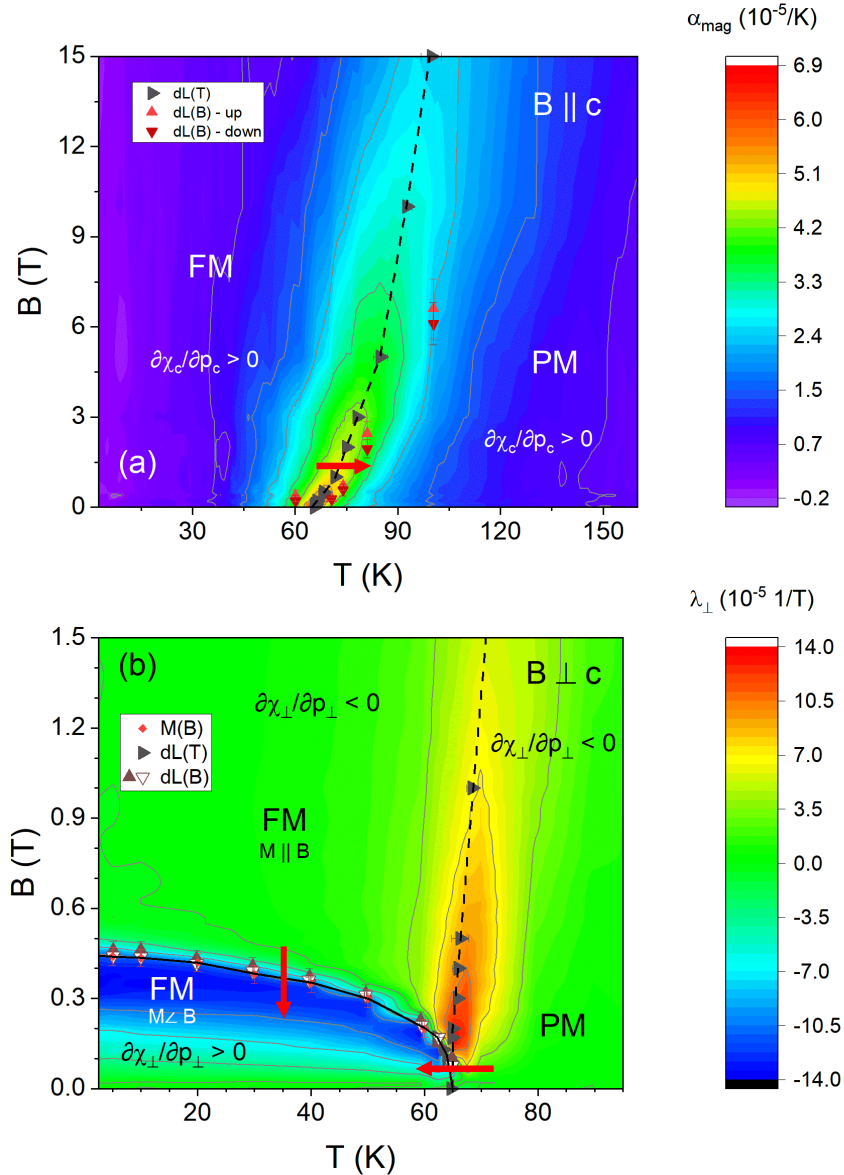 α_mag (10^-5/K)
15
12
9
6
3
0
B (T)
dL(T)
dL(B) - up
dL(B) - down
B || c
FM
∂χ_c/∂p_c > 0
PM
∂χ_c/∂p_c > 0
(a)
30
60
90
120
150
T (K)
6.9
6.0
5.1
4.2
3.3
2.4
1.5
0.7
-0.2
λ_⊥ (10^-5 1/T)
1.5
1.2
0.9
0.6
0.3
0.0
B (T)
(b)
B ⊥ c
∂χ_⊥/∂p_⊥ < 0
∂χ_⊥/∂p_⊥ < 0
M(B)
dL(T)
dL(B)
FM
M || B
FM
M∠ B
PM
∂χ_⊥/∂p_⊥ > 0
20
40
60
80
T (K)
14.0
10.5
7.0
3.5
0.0
-3.5
-7.0
-10.5
-14.0